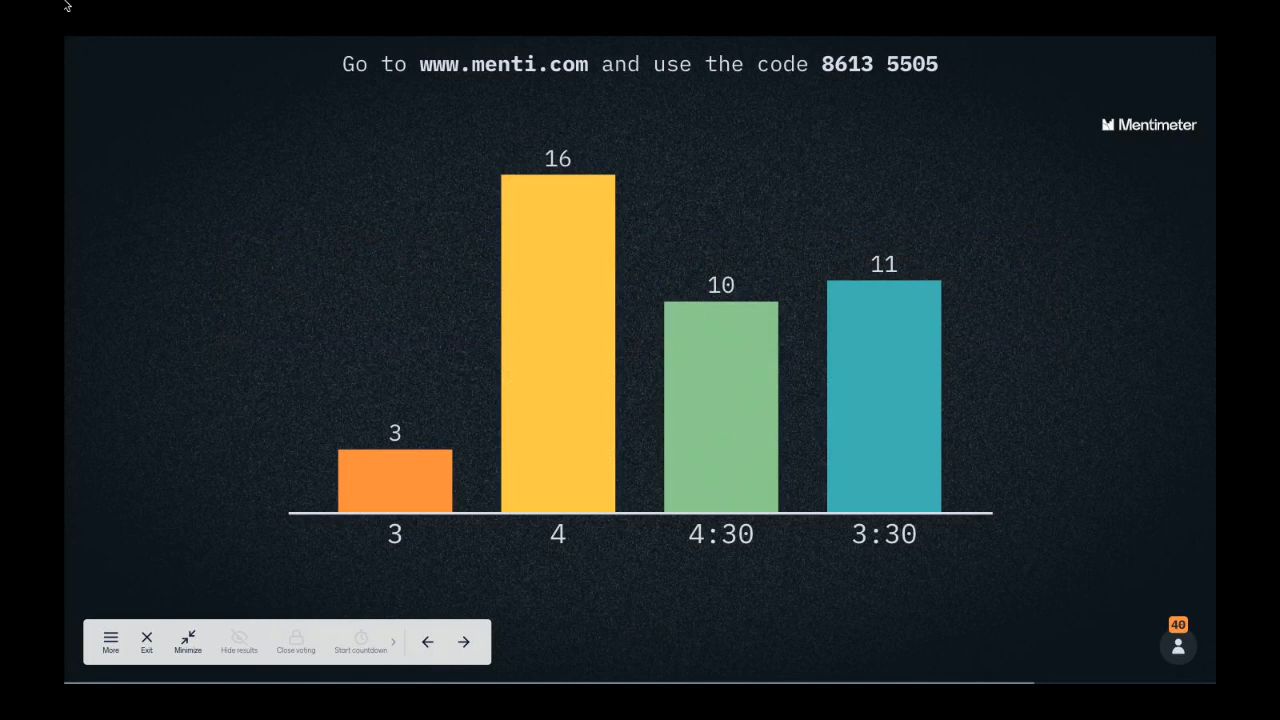 Go to www.menti.com and use the code 8613 5505
Mentimeter
16
11
10
3
3 4 4:30 3:30
40
More Exit Minimize Hide results Close voting Start countdown